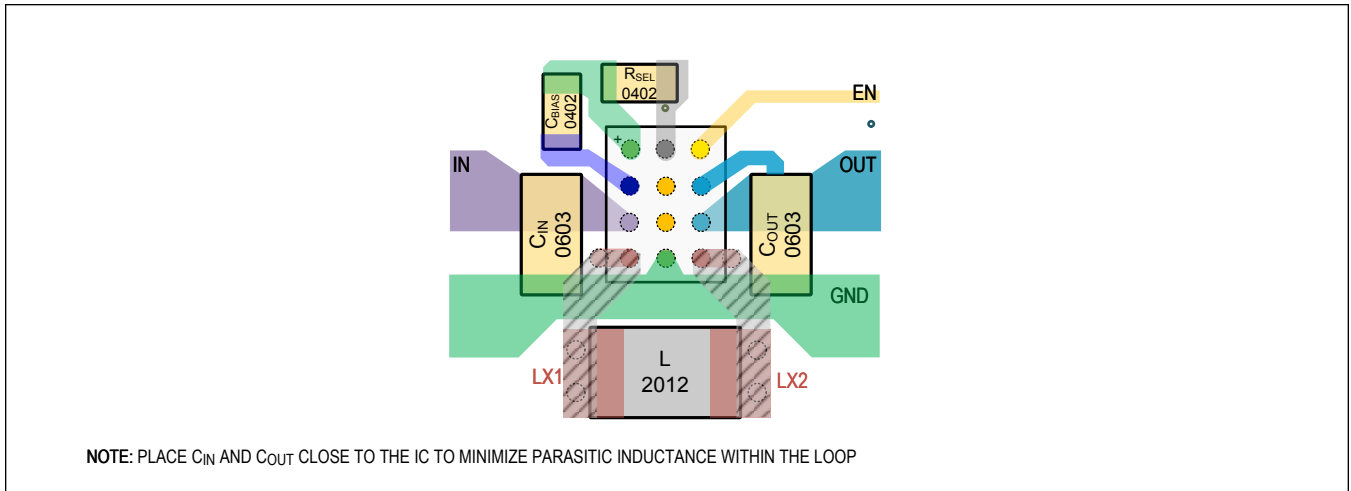 RSEL
0402
CBIAS
0402
EN
+
IN
OUT
CIN
0603
COUT
0603
GND
L
2012
LX1
LX2
NOTE: PLACE CIN AND COUT CLOSE TO THE IC TO MINIMIZE PARASITIC INDUCTANCE WITHIN THE LOOP